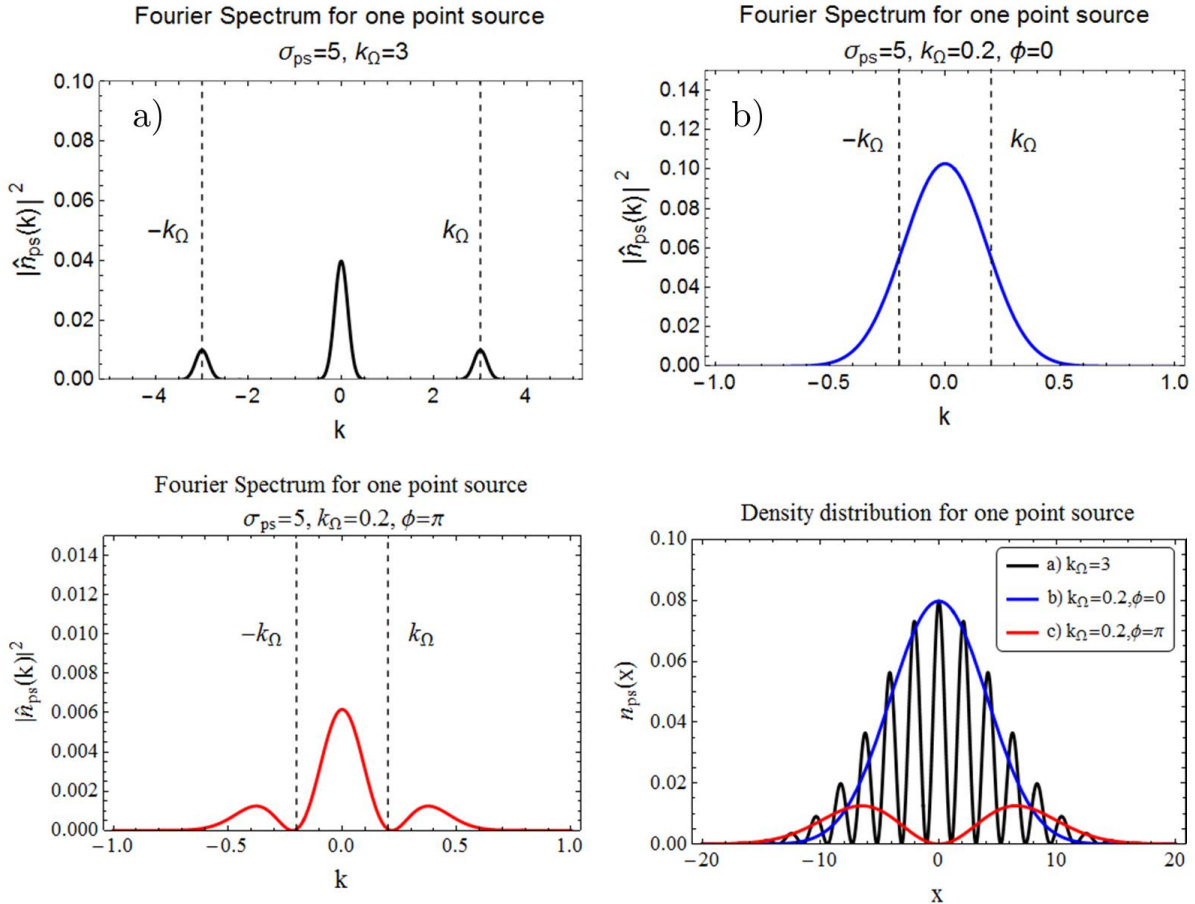 Fourier Spectrum for one point source
σps=5, kΩ=3
a)
−kΩ
kΩ
|n̂ps(k)|²
0.10
0.08
0.06
0.04
0.02
0.00
−4
−2
0
2
4
k
Fourier Spectrum for one point source
σps=5, kΩ=0.2, ϕ=0
b)
−kΩ
kΩ
|n̂ps(k)|²
0.14
0.12
0.10
0.08
0.06
0.04
0.02
0.00
−1.0
−0.5
0.0
0.5
1.0
k
Fourier Spectrum for one point source
σps=5, kΩ=0.2, ϕ=π
−kΩ
kΩ
|n̂ps(k)|²
0.014
0.012
0.010
0.008
0.006
0.004
0.002
0.000
−1.0
−0.5
0.0
0.5
1.0
k
Density distribution for one point source
a) kΩ=3
b) kΩ=0.2,ϕ=0
c) kΩ=0.2,ϕ=π
nps(x)
0.10
0.08
0.06
0.04
0.02
0.00
−20
−10
0
10
20
x